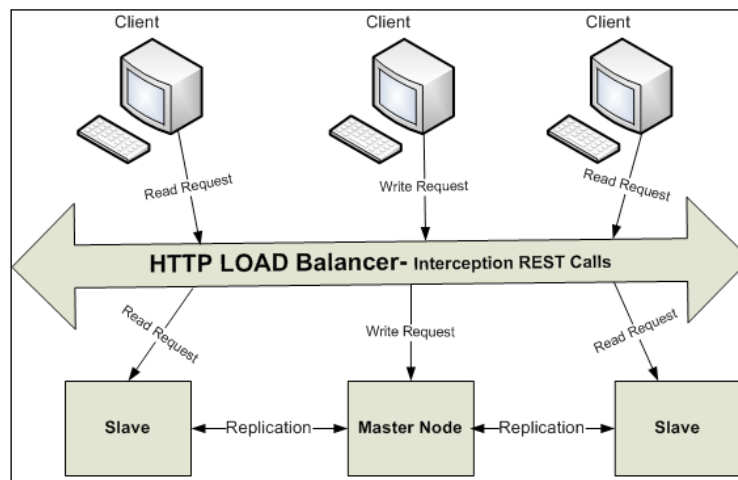 Client Client Client
Read Request Write Request Read Request
HTTP LOAD Balancer- Interception REST Calls
Read Request Write Request Read Request
Slave Replication Master Node Replication Slave